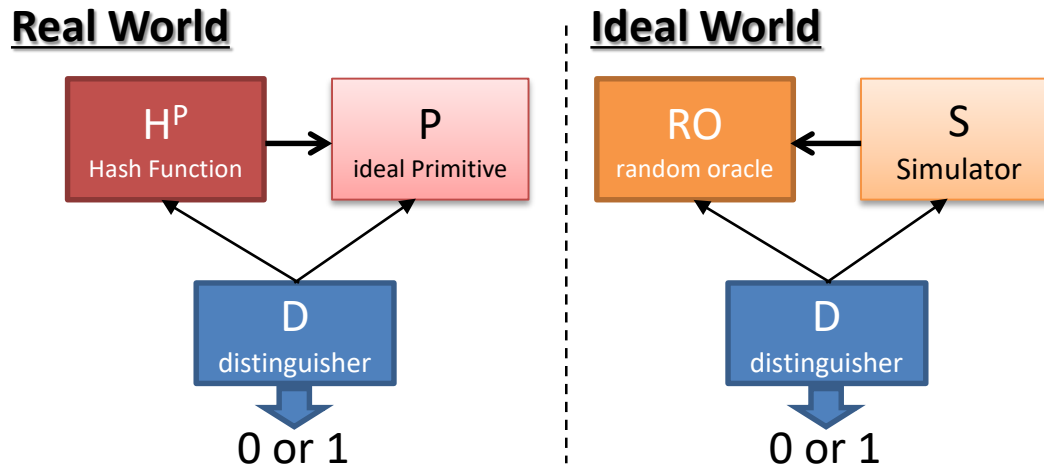 Real World
Hᴾ
Hash Function
P
ideal Primitive
D
distinguisher
0 or 1
Ideal World
RO
random oracle
S
Simulator
D
distinguisher
0 or 1